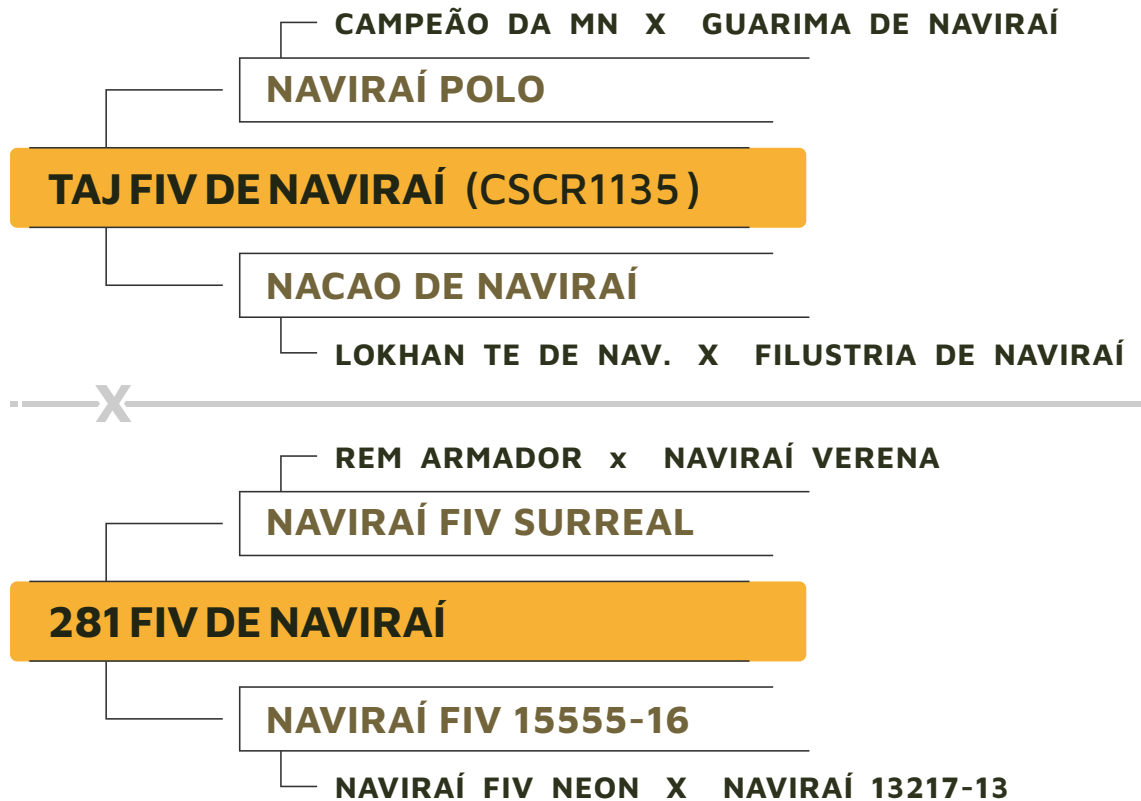 CAMPEÃO DA MN X GUARIMA DE NAVIRAÍ
NAVIRAÍ POLO
TAJ FIV DE NAVIRAÍ (CSCR1135)
NACAO DE NAVIRAÍ
LOKHAN TE DE NAV. X FILUSTRIA DE NAVIRAÍ
X
REM ARMADOR x NAVIRAÍ VERENA
NAVIRAÍ FIV SURREAL
281 FIV DE NAVIRAÍ
NAVIRAÍ FIV 15555-16
NAVIRAÍ FIV NEON X NAVIRAÍ 13217-13